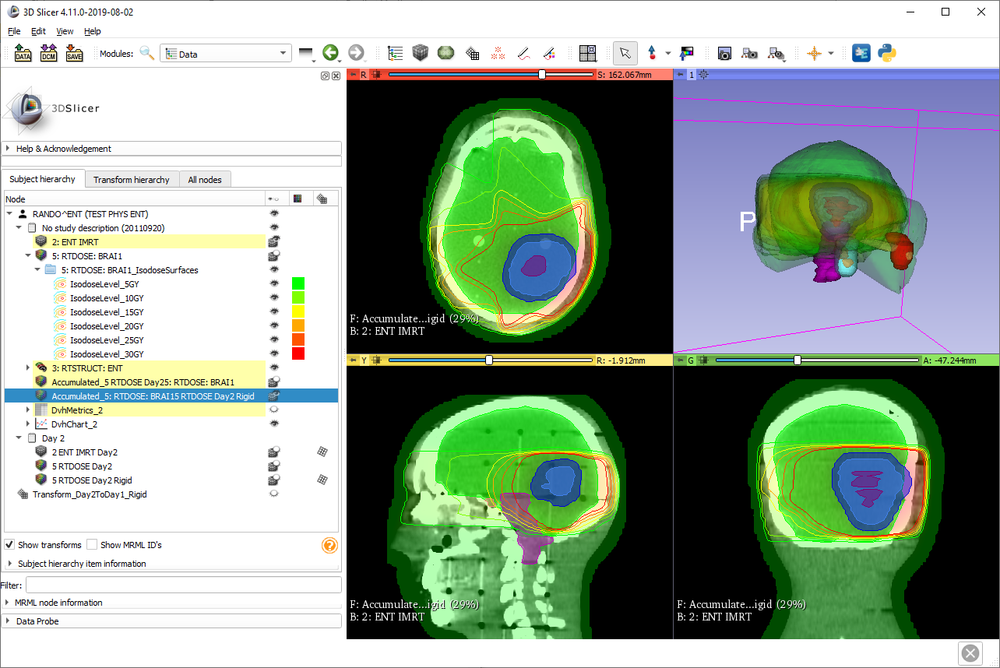 3D Slicer 4.11.0-2019-08-02
File Edit View Help
DATA DCM SAVE Modules: Data
3DSlicer
Help & Acknowledgement
Subject hierarchy Transform hierarchy All nodes
Node
RANDO^ENT (TEST PHYS ENT)
No study description (20110920)
2: ENT IMRT
5: RTDOSE: BRAI1
5: RTDOSE: BRAI1_IsodoseSurfaces
IsodoseLevel_5GY
IsodoseLevel_10GY
IsodoseLevel_15GY
IsodoseLevel_20GY
IsodoseLevel_25GY
IsodoseLevel_30GY
3: RTSTRUCT: ENT
Accumulated_5 RTDOSE Day25: RTDOSE: BRAI1
Accumulated_5: RTDOSE: BRAI15 RTDOSE Day2 Rigid
DvhMetrics_2
DvhChart_2
Day 2
2 ENT IMRT Day2
5 RTDOSE Day2
5 RTDOSE Day2 Rigid
Transform_Day2ToDay1_Rigid
Show transforms Show MRML ID's
?
Subject hierarchy item information
Filter:
MRML node information
Data Probe
R S: 162.067mm
F: Accumulate...igid (29%)
B: 2: ENT IMRT
1
P
Y R: -1.912mm
F: Accumulate...igid (29%)
B: 2: ENT IMRT
G A: -47.244mm
F: Accumulate...igid (29%)
B: 2: ENT IMRT